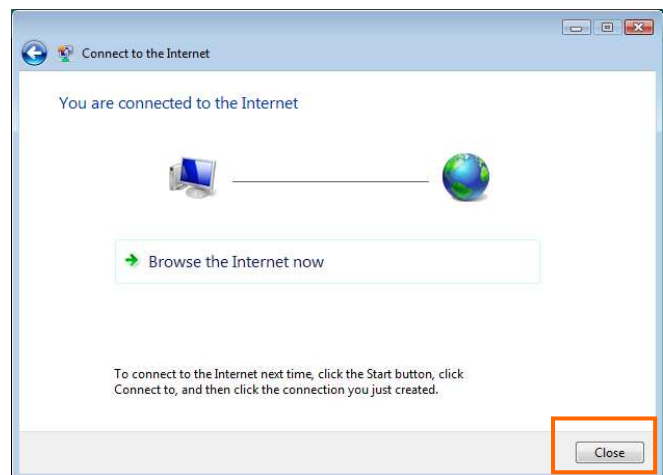 Connect to the Internet
You are connected to the Internet
Browse the Internet now
To connect to the Internet next time, click the Start button, click
Connect to, and then click the connection you just created.
Close